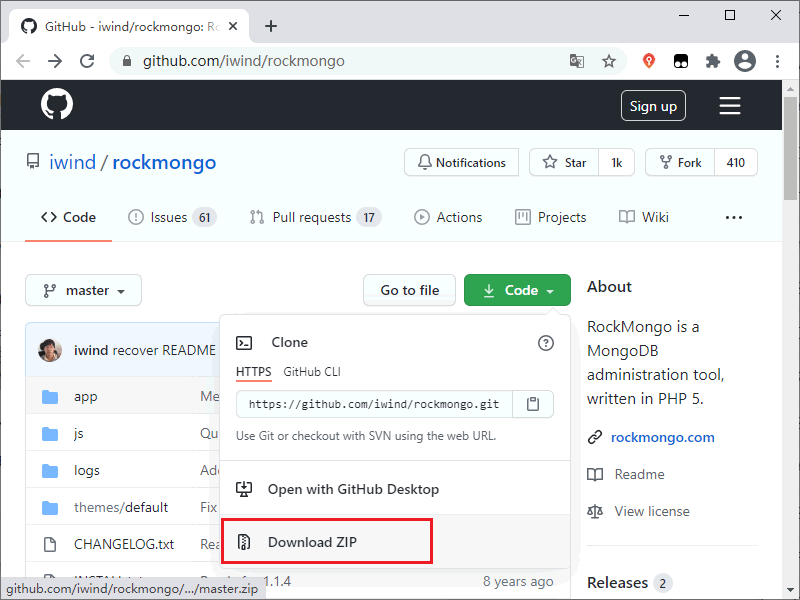 GitHub - iwind/rockmongo: Ro
github.com/iwind/rockmongo
Sign up
iwind / rockmongo
Notifications
Star 1k
Fork 410
Code
Issues 61
Pull requests 17
Actions
Projects
Wiki
master
Go to file
Code
About
RockMongo is a
MongoDB
administration tool,
written in PHP 5.
rockmongo.com
Readme
View license
Releases 2
Clone
HTTPS GitHub CLI
https://github.com/iwind/rockmongo.git
Use Git or checkout with SVN using the web URL.
Open with GitHub Desktop
Download ZIP
iwind recover README
app Me
js Qu
logs Add
themes/default Fix
CHANGELOG.txt Rea
1.1.4 8 years ago
github.com/iwind/rockmongo/.../master.zip